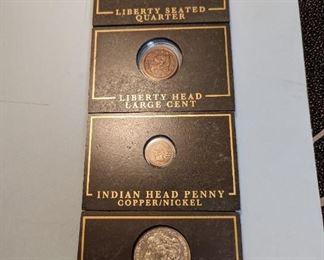 LIBERTY SEATED
QUARTER
LIBERTY HEAD
LARGE CENT
INDIAN HEAD PENNY
COPPER/NICKEL